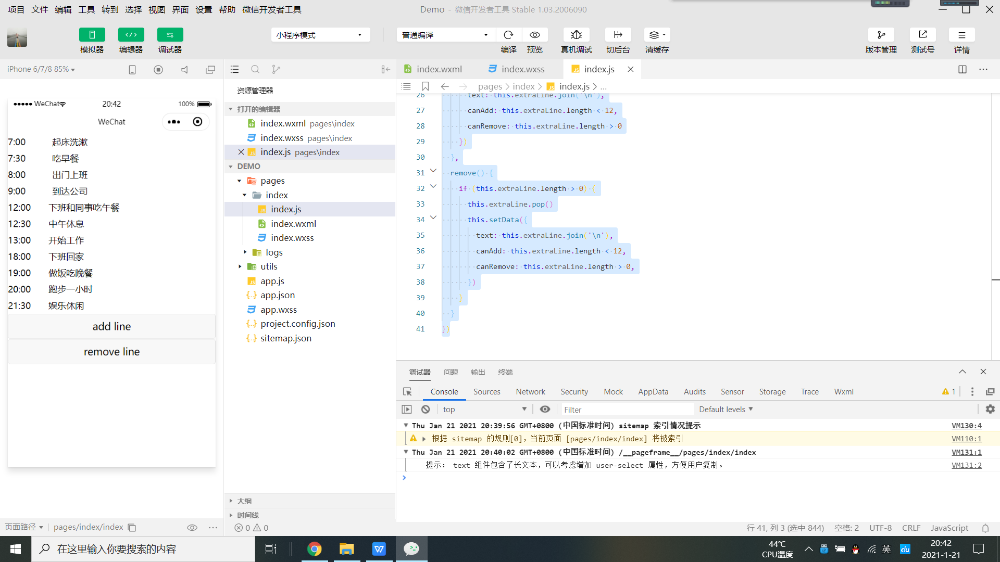 项目 文件 编辑 工具 转到 选择 视图 界面 设置 帮助 微信开发者工具 Demo - 微信开发者工具 Stable 1.03.2006090
小程序模式 普通编译
模拟器 编辑器 调试器 编译 预览 真机调试 切后台 清缓存 版本管理 测试号 详情
iPhone 6/7/8 85%
WeChat 20:42 100%
WeChat
7:00 起床洗漱
7:30 吃早餐
8:00 出门上班
9:00 到达公司
12:00 下班和同事吃午餐
12:30 中午休息
13:00 开始工作
18:00 下班回家
19:00 做饭吃晚餐
20:00 跑步一小时
21:30 娱乐休闲
add line
remove line
页面路径 pages/index/index
资源管理器
打开的编辑器
index.wxml pages\index
index.wxss pages\index
index.js pages\index
DEMO
pages
index
index.js
index.wxml
index.wxss
logs
utils
app.js
app.json
app.wxss
project.config.json
sitemap.json
大纲
时间线
0 0
index.wxml index.wxss index.js
pages > index > index.js > ...
26 text: this.extraLine.join('\n'),
27 canAdd: this.extraLine.length < 12,
28 canRemove: this.extraLine.length > 0
29 })
30 },
31 remove() {
32 if (this.extraLine.length > 0) {
33 this.extraLine.pop()
34 this.setData({
35 text: this.extraLine.join('\n'),
36 canAdd: this.extraLine.length < 12,
37 canRemove: this.extraLine.length > 0,
38 })
39 }
40 }
41 })
调试器 问题 输出 终端
Console Sources Network Security Mock AppData Audits Sensor Storage Trace Wxml 1
top Filter Default levels
Thu Jan 21 2021 20:39:56 GMT+0800 (中国标准时间) sitemap 索引情况提示 VM130:4
根据 sitemap 的规则[0]，当前页面 [pages/index/index] 将被索引 VM110:1
Thu Jan 21 2021 20:40:02 GMT+0800 (中国标准时间) /__pageframe__/pages/index/index VM131:1
提示： text 组件包含了长文本，可以考虑增加 user-select 属性，方便用户复制。 VM131:2
行 41, 列 3 (选中 844) 空格: 2 UTF-8 CRLF JavaScript
在这里输入你要搜索的内容
44℃
CPU温度
英
du
20:42
2021-1-21